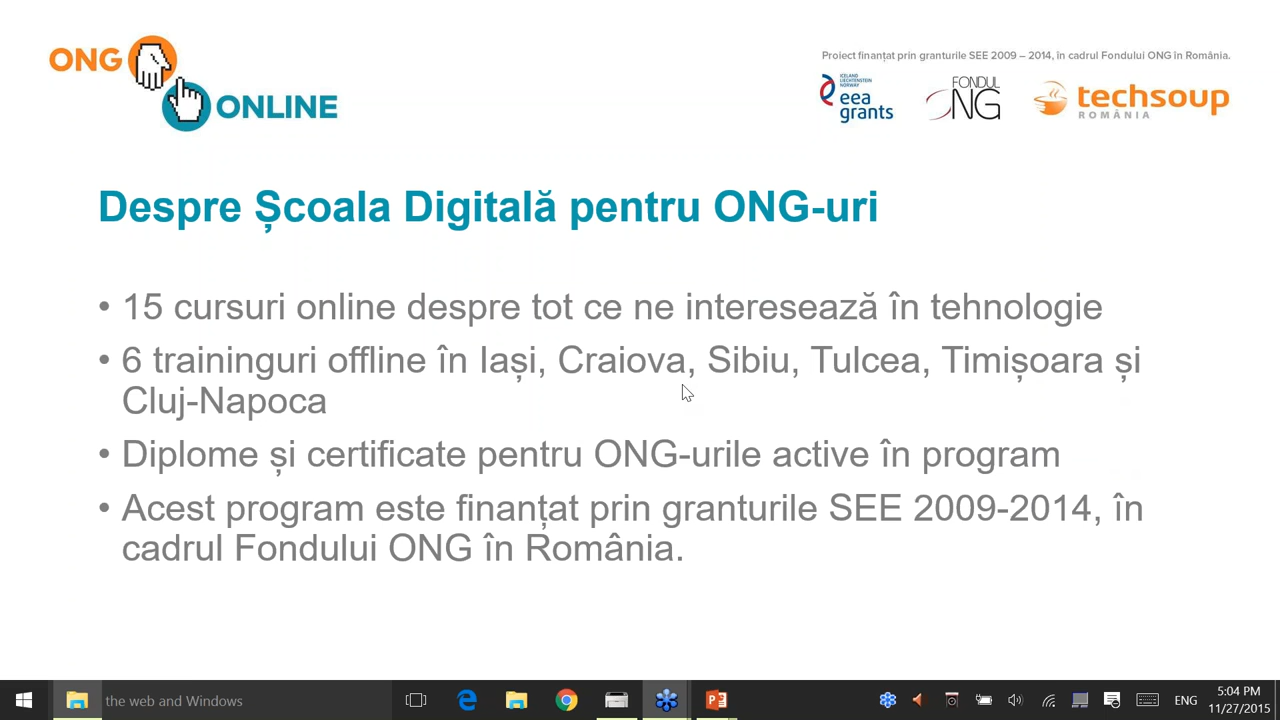 ONG
ONLINE
Proiect finanțat prin granturile SEE 2009 – 2014, în cadrul Fondului ONG în România.
ICELAND
LIECHTENSTEIN
NORWAY
eea
grants
FONDUL
ONG
techsoup
ROMÂNIA
Despre Școala Digitală pentru ONG-uri
• 15 cursuri online despre tot ce ne interesează în tehnologie
• 6 traininguri offline în Iași, Craiova, Sibiu, Tulcea, Timișoara și
Cluj-Napoca
• Diplome și certificate pentru ONG-urile active în program
• Acest program este finanțat prin granturile SEE 2009-2014, în
cadrul Fondului ONG în România.
the web and Windows
ENG
5:04 PM
11/27/2015